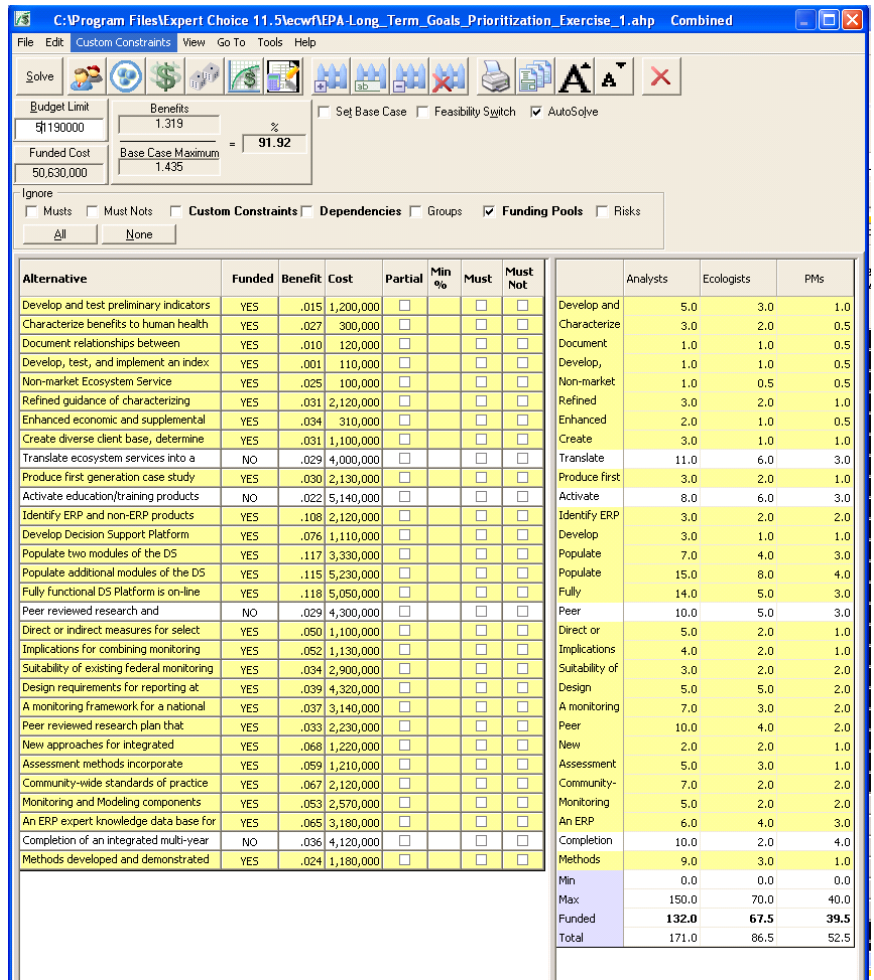 C:\Program Files\Expert Choice 11.5\ecwf\EPA-Long_Term_Goals_Prioritization_Exercise_1.ahp Combined
File Edit Custom Constraints View Go To Tools Help
Solve
Budget Limit Benefits
51190000 1.319 %
= 91.92
Funded Cost Base Case Maximum
50,630,000 1.435
Set Base Case Feasibility Switch AutoSolve
Ignore
Musts Must Nots Custom Constraints Dependencies Groups Funding Pools Risks
All None
Alternative Funded Benefit Cost Partial Min % Must Must Not Analysts Ecologists PMs
Develop and test preliminary indicators YES .015 1,200,000 Develop and 5.0 3.0 1.0
Characterize benefits to human health YES .027 300,000 Characterize 3.0 2.0 0.5
Document relationships between YES .010 120,000 Document 1.0 1.0 0.5
Develop, test, and implement an index YES .001 110,000 Develop, 1.0 1.0 0.5
Non-market Ecosystem Service YES .025 100,000 Non-market 1.0 0.5 0.5
Refined guidance of characterizing YES .031 2,120,000 Refined 3.0 2.0 1.0
Enhanced economic and supplemental YES .034 310,000 Enhanced 2.0 1.0 0.5
Create diverse client base, determine YES .031 1,100,000 Create 3.0 1.0 1.0
Translate ecosystem services into a NO .029 4,000,000 Translate 11.0 6.0 3.0
Produce first generation case study YES .030 2,130,000 Produce first 3.0 2.0 1.0
Activate education/training products NO .022 5,140,000 Activate 8.0 6.0 3.0
Identify ERP and non-ERP products YES .108 2,120,000 Identify ERP 3.0 2.0 2.0
Develop Decision Support Platform YES .076 1,110,000 Develop 3.0 1.0 1.0
Populate two modules of the DS YES .117 3,330,000 Populate 7.0 4.0 3.0
Populate additional modules of the DS YES .115 5,230,000 Populate 15.0 8.0 4.0
Fully functional DS Platform is on-line YES .118 5,050,000 Fully 14.0 5.0 3.0
Peer reviewed research and NO .029 4,300,000 Peer 10.0 5.0 3.0
Direct or indirect measures for select YES .050 1,100,000 Direct or 5.0 2.0 1.0
Implications for combining monitoring YES .052 1,130,000 Implications 4.0 2.0 1.0
Suitability of existing federal monitoring YES .034 2,900,000 Suitability of 3.0 2.0 2.0
Design requirements for reporting at YES .039 4,320,000 Design 5.0 5.0 2.0
A monitoring framework for a national YES .037 3,140,000 A monitoring 7.0 3.0 2.0
Peer reviewed research plan that YES .033 2,230,000 Peer 10.0 4.0 2.0
New approaches for integrated YES .068 1,220,000 New 2.0 2.0 1.0
Assessment methods incorporate YES .059 1,210,000 Assessment 5.0 3.0 1.0
Community-wide standards of practice YES .067 2,120,000 Community- 7.0 2.0 2.0
Monitoring and Modeling components YES .053 2,570,000 Monitoring 5.0 2.0 2.0
An ERP expert knowledge data base for YES .065 3,180,000 An ERP 6.0 4.0 3.0
Completion of an integrated multi-year NO .036 4,120,000 Completion 10.0 2.0 4.0
Methods developed and demonstrated YES .024 1,180,000 Methods 9.0 3.0 1.0
Min 0.0 0.0 0.0
Max 150.0 70.0 40.0
Funded 132.0 67.5 39.5
Total 171.0 86.5 52.5